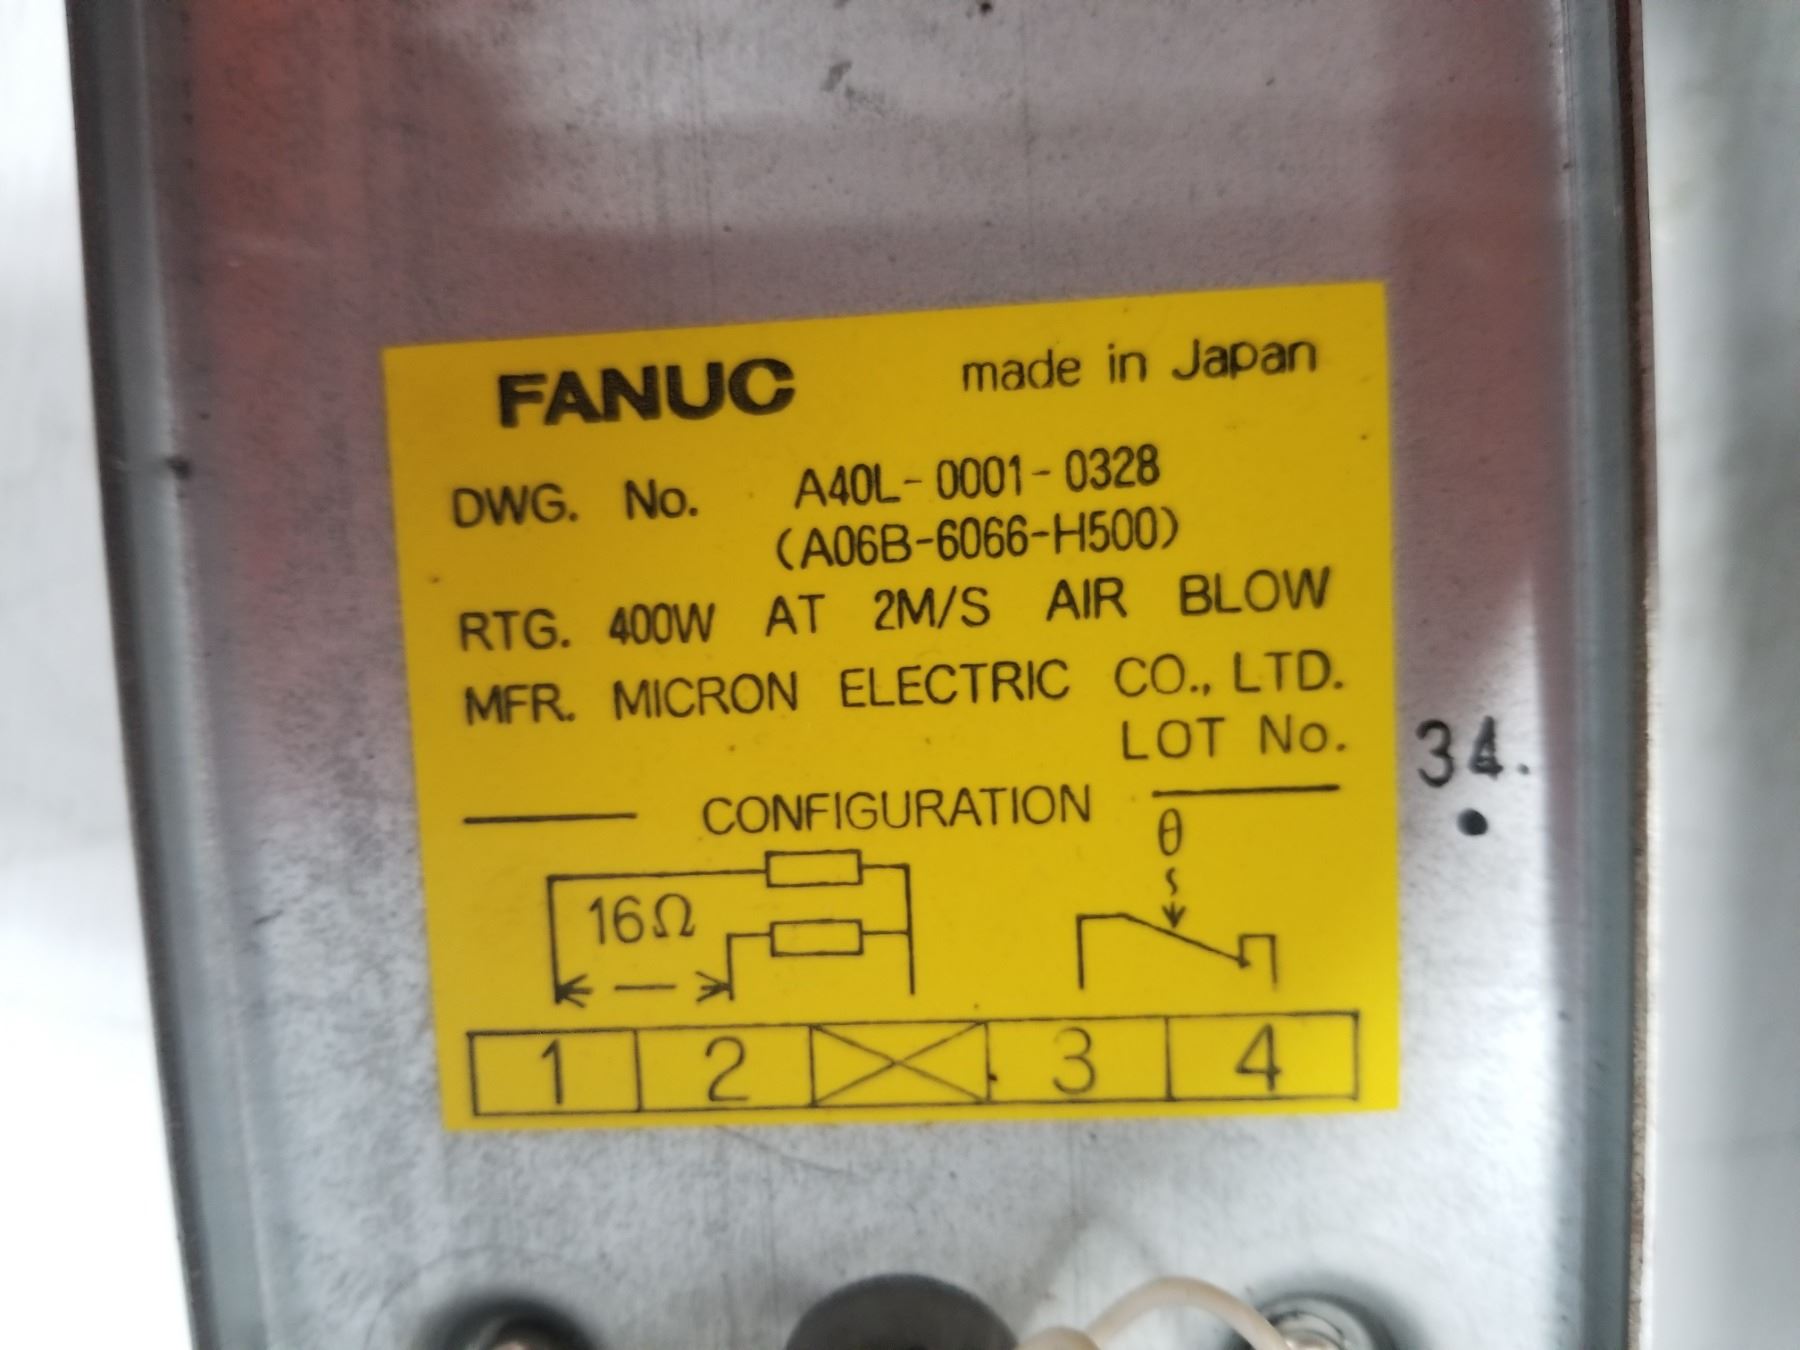 FANUC made in Japan
DWG. No. A40L-0001-0328
(A06B-6066-H500)
RTG. 400W AT 2M/S AIR BLOW
MFR. MICRON ELECTRIC CO., LTD.
LOT No. 34.
CONFIGURATION
θ
16Ω
1 2 3 4